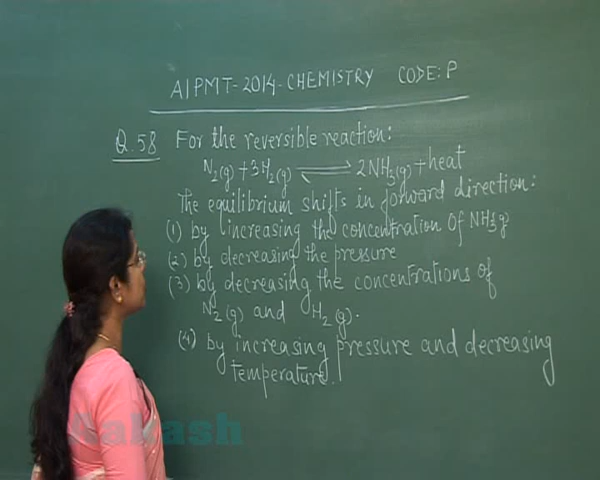 AIPMT-2014-CHEMISTRY CODE: P
Q.58 For the reversible reaction:
N₂(g) + 3H₂(g) ⇌ 2NH₃(g) + heat
The equilibrium shifts in forward direction:
(1) by increasing the concentration of NH₃g
(2) by decreasing the pressure
(3) by decreasing the concentrations of
N₂(g) and H₂(g).
(4) by increasing pressure and decreasing
temperature.
Aakash